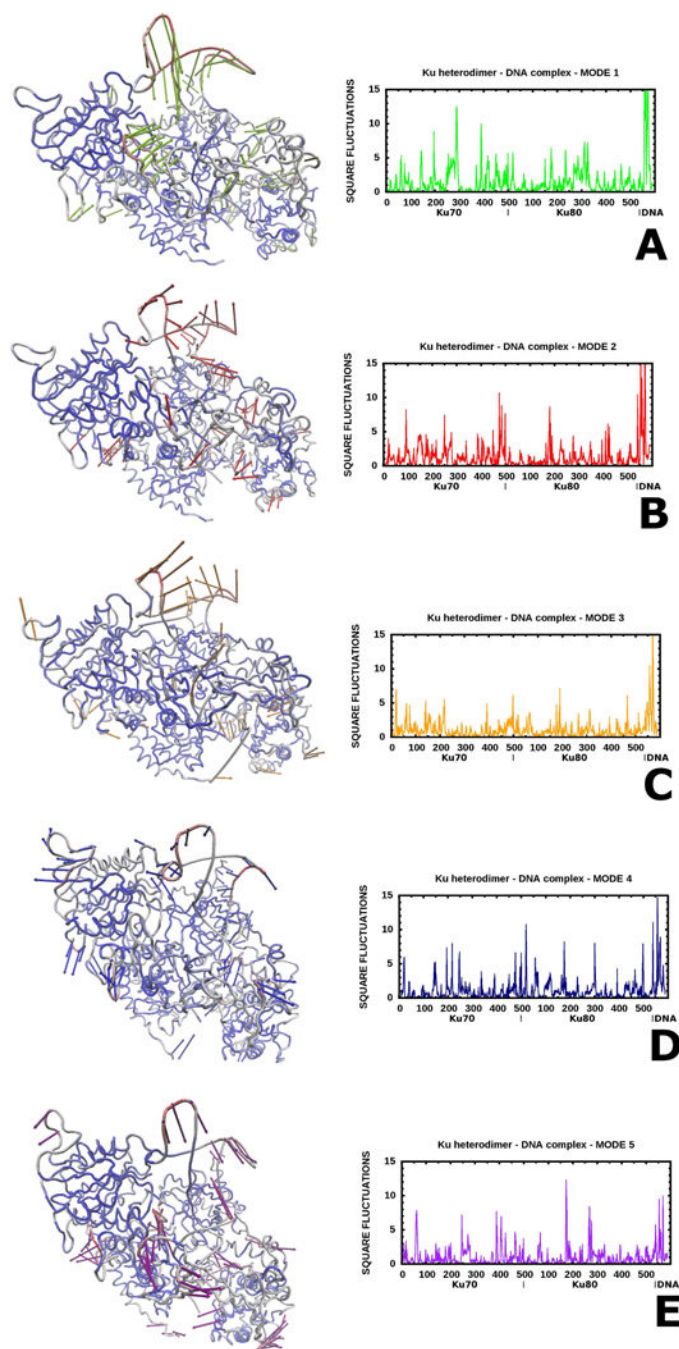 Ku heterodimer - DNA complex - MODE 1
SQUARE FLUCTUATIONS
15
10
5
0
0 100 200 300 400 500 100 200 300 400 500
Ku70 | Ku80 |DNA
A
Ku heterodimer - DNA complex - MODE 2
SQUARE FLUCTUATIONS
15
10
5
0
0 100 200 300 400 500 100 200 300 400 500
Ku70 | Ku80 |DNA
B
Ku heterodimer - DNA complex - MODE 3
SQUARE FLUCTUATIONS
15
10
5
0
0 100 200 300 400 500 100 200 300 400 500
Ku70 | Ku80 |DNA
C
Ku heterodimer - DNA complex - MODE 4
SQUARE FLUCTUATIONS
15
10
5
0
0 100 200 300 400 500 100 200 300 400 500
Ku70 | Ku80 |DNA
D
Ku heterodimer - DNA complex - MODE 5
SQUARE FLUCTUATIONS
15
10
5
0
0 100 200 300 400 500 100 200 300 400 500
Ku70 | Ku80 |DNA
E